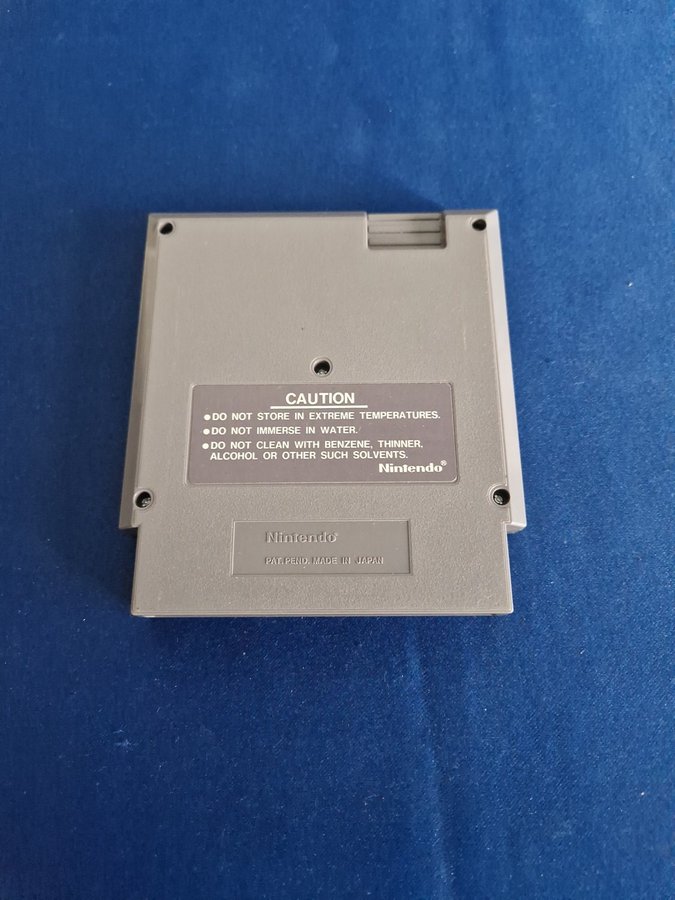 CAUTION
●DO NOT STORE IN EXTREME TEMPERATURES.
●DO NOT IMMERSE IN WATER.
●DO NOT CLEAN WITH BENZENE, THINNER,
ALCOHOL OR OTHER SUCH SOLVENTS.
Nintendo®
Nintendo®
PAT. PEND. MADE IN JAPAN